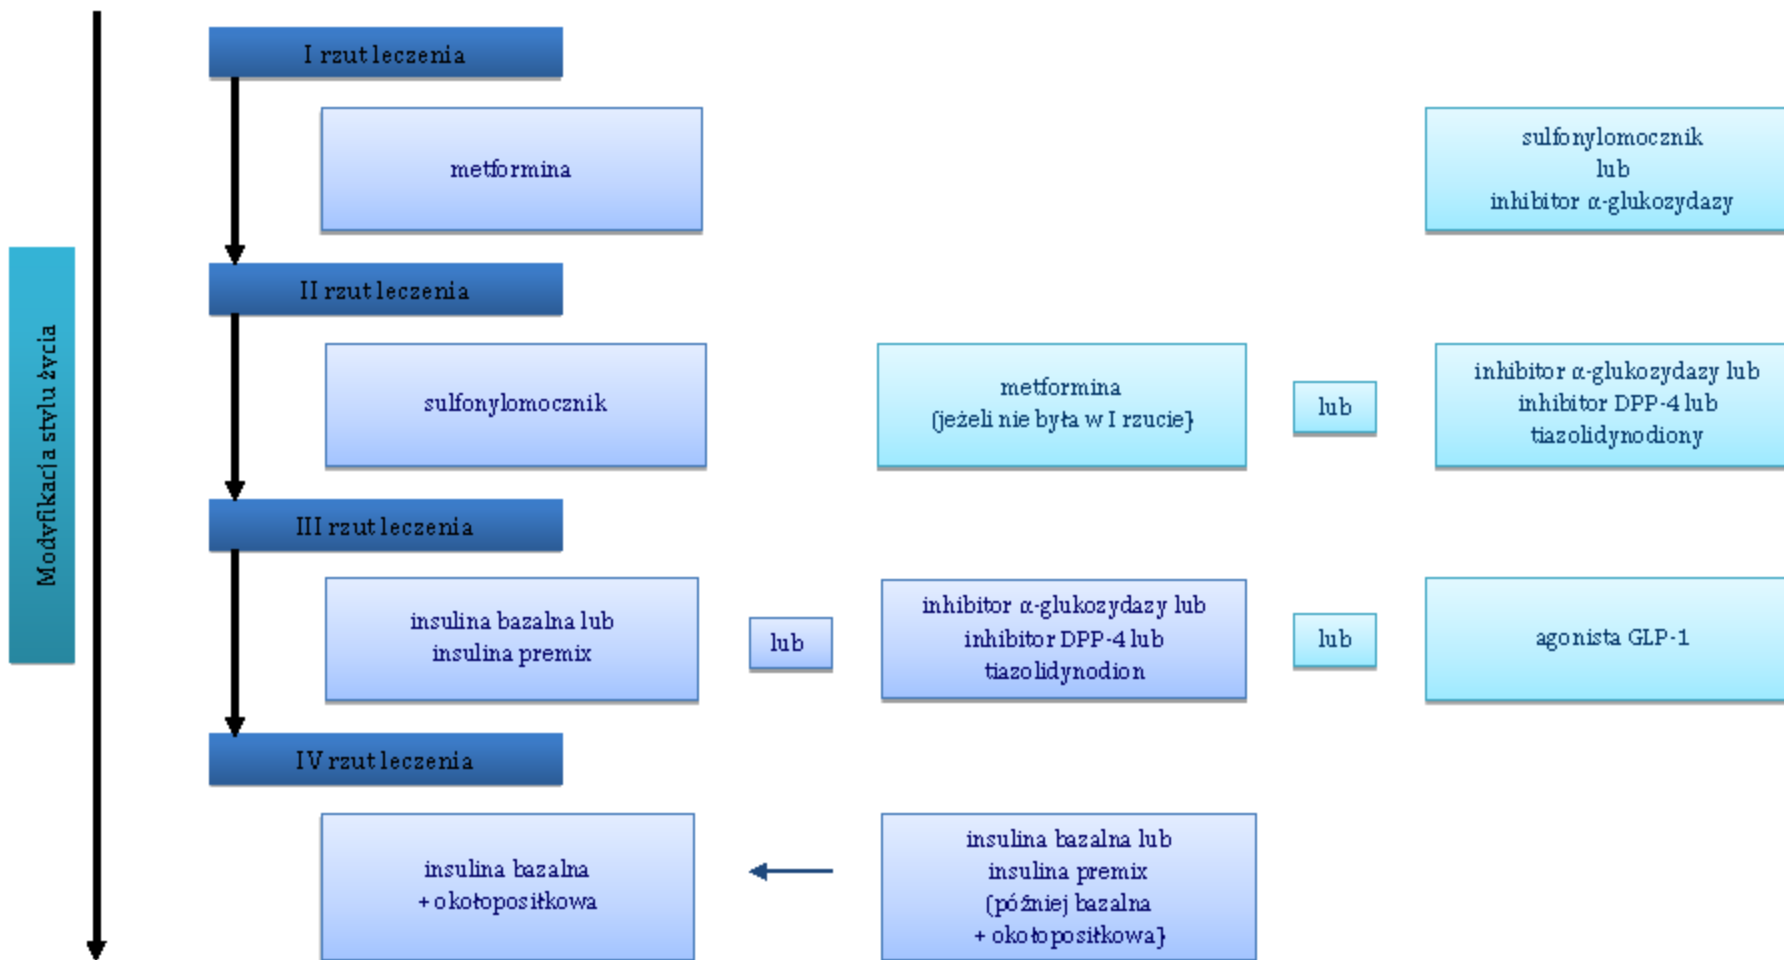 Modyfikacja stylu życia
I rzut leczenia
metformina
sulfonylomocznik
lub
inhibitor α-glukozydazy
II rzut leczenia
sulfonylomocznik
metformina
(jeżeli nie była w I rzucie}
lub
inhibitor α-glukozydazy lub
inhibitor DPP-4 lub
tiazolidynodiony
III rzut leczenia
insulina bazalna lub
insulina premix
lub
inhibitor α-glukozydazy lub
inhibitor DPP-4 lub
tiazolidynodion
lub
agonista GLP-1
IV rzut leczenia
insulina bazalna
+ okołoposiłkowa
insulina bazalna lub
insulina premix
(później bazalna
+ okołoposiłkowa}